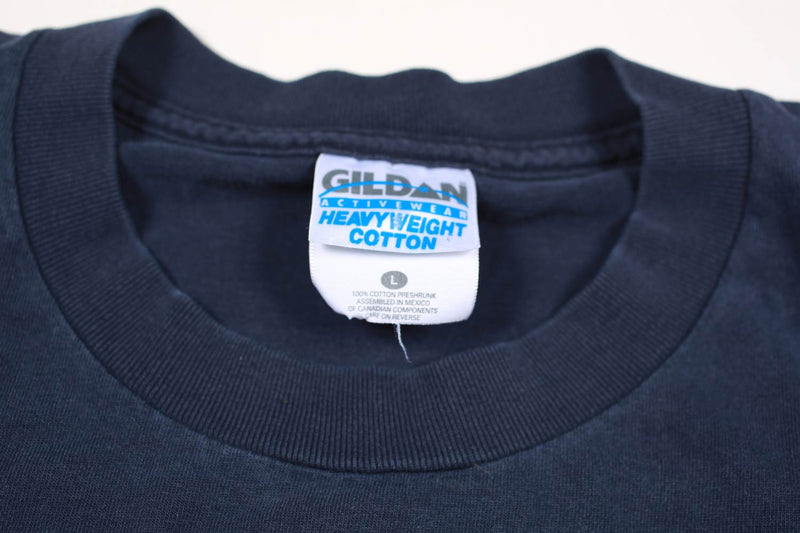 GILDAN
ACTIVEWEAR
HEAVYWEIGHT
COTTON
L
100% COTTON PRESHRUNK
ASSEMBLED IN MEXICO
OF CANADIAN COMPONENTS
CARE ON REVERSE